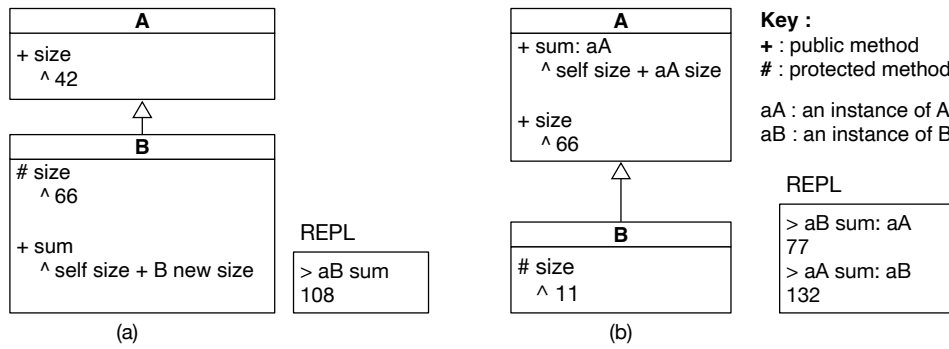 A
+ size
^ 42
B
# size
^ 66
+ sum
^ self size + B new size
REPL
> aB sum
108
(a)
A
+ sum: aA
^ self size + aA size
+ size
^ 66
B
# size
^ 11
(b)
Key :
+ : public method
# : protected method
aA : an instance of A
aB : an instance of B
REPL
> aB sum: aA
77
> aA sum: aB
132